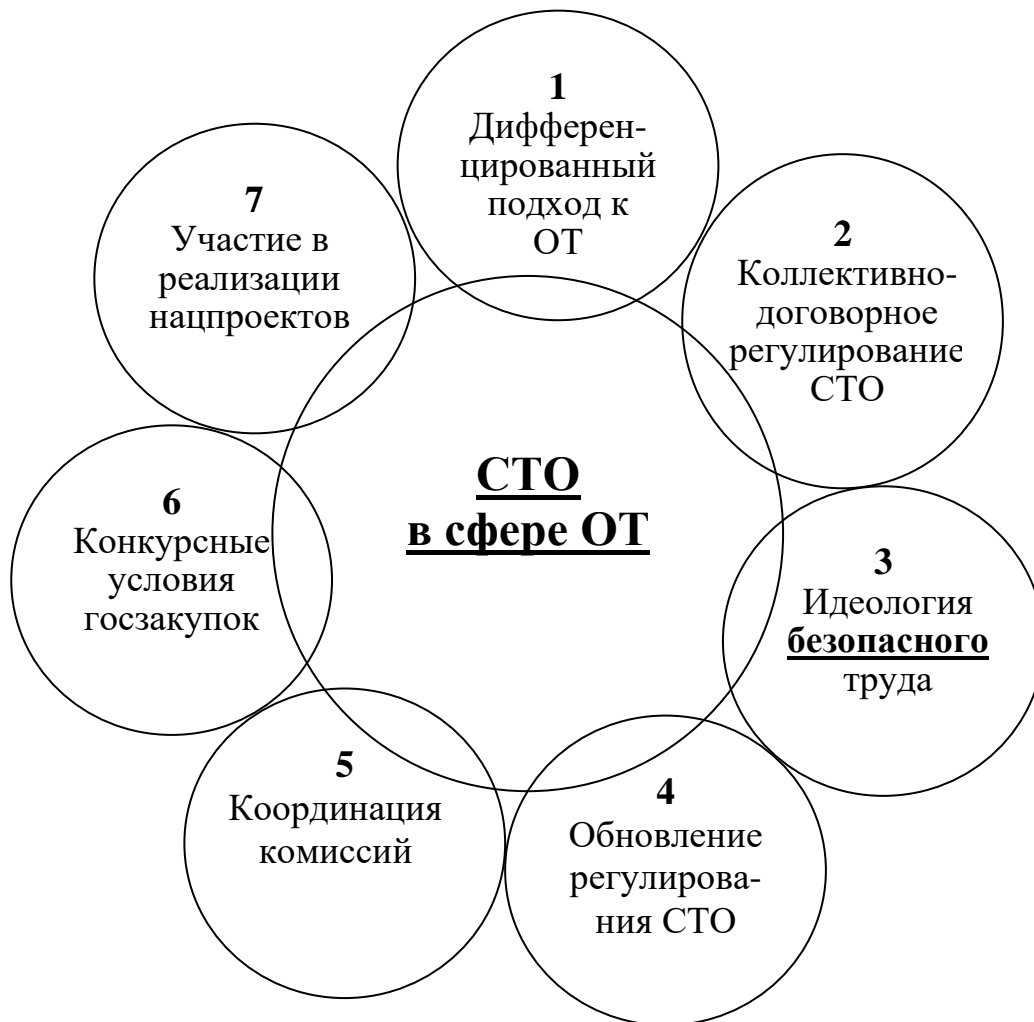 1
Дифферен-
цированный
подход к
ОТ
2
Коллективно-
договорное
регулирование
СТО
3
Идеология
безопасного
труда
4
Обновление
регулирова-
ния СТО
5
Координация
комиссий
6
Конкурсные
условия
госзакупок
7
Участие в
реализации
нацпроектов
СТО
в сфере ОТ